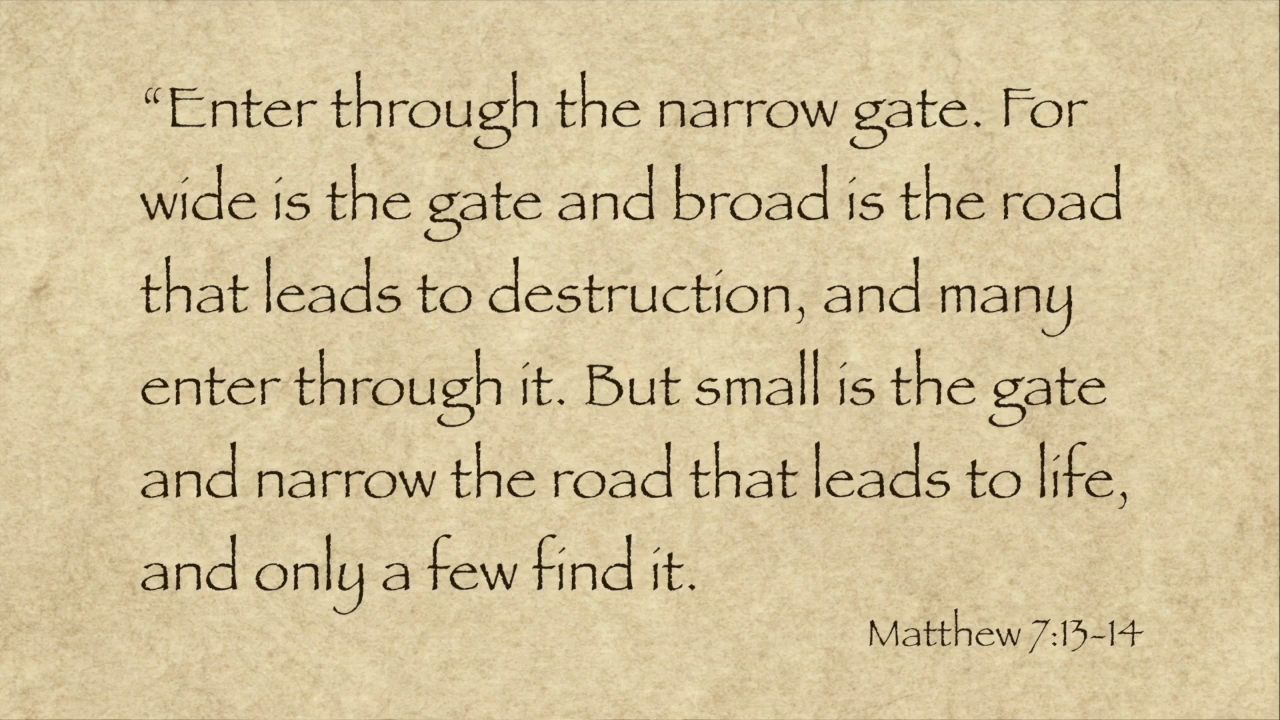 “Enter through the narrow gate. For
wide is the gate and broad is the road
that leads to destruction, and many
enter through it. But small is the gate
and narrow the road that leads to life,
and only a few find it.
Matthew 7:13-14